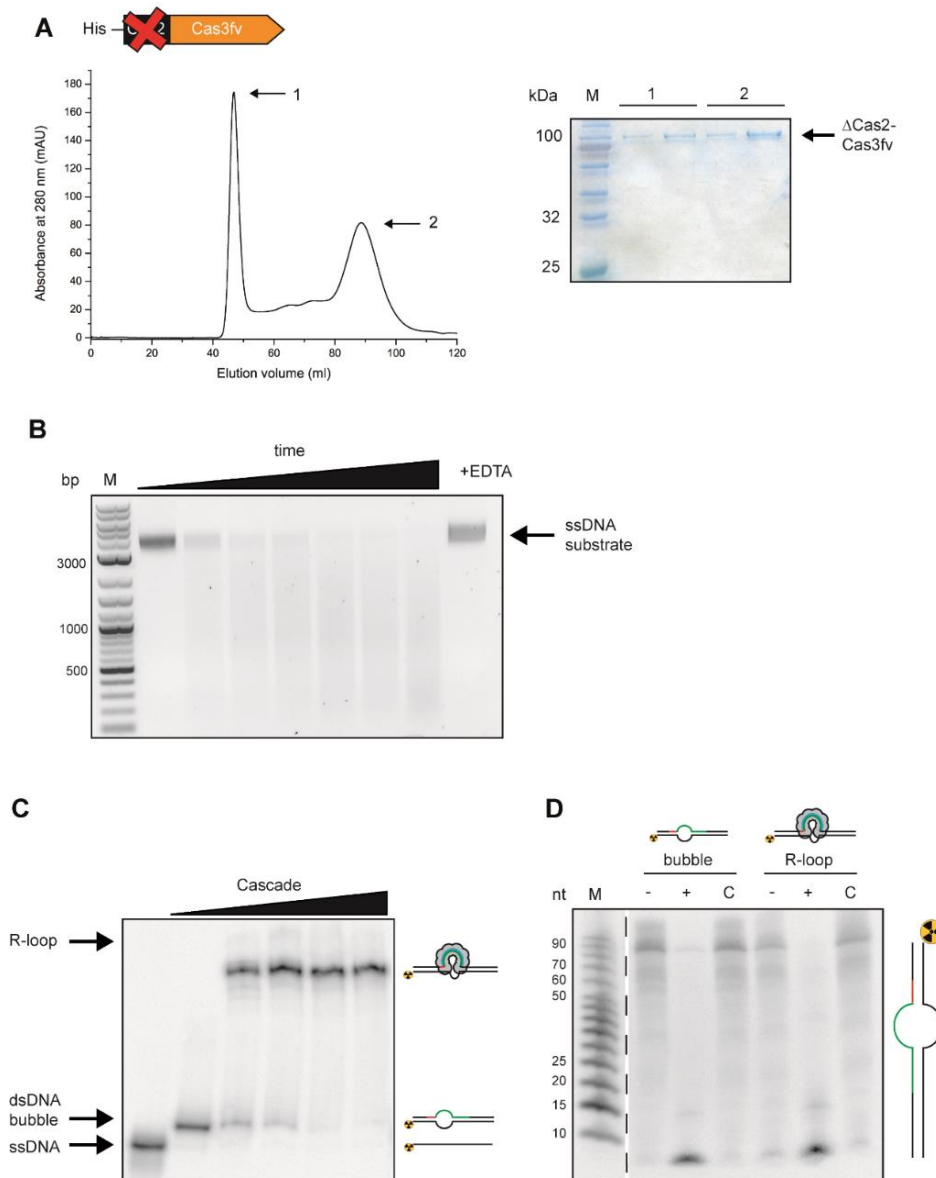 A
His
2
Cas3fv
Absorbance at 280 nm (mAU)
180
160
140
120
100
80
60
40
20
0
1
2
0 20 40 60 80 100 120
Elution volume (ml)
kDa M 1 2
100
32
25
ΔCas2-
Cas3fv
B
time
bp M +EDTA
3000
1000
500
ssDNA
substrate
C
Cascade
R-loop
dsDNA
bubble
ssDNA
D
bubble R-loop
nt M - + C - + C
90
70
60
50
25
20
15
10